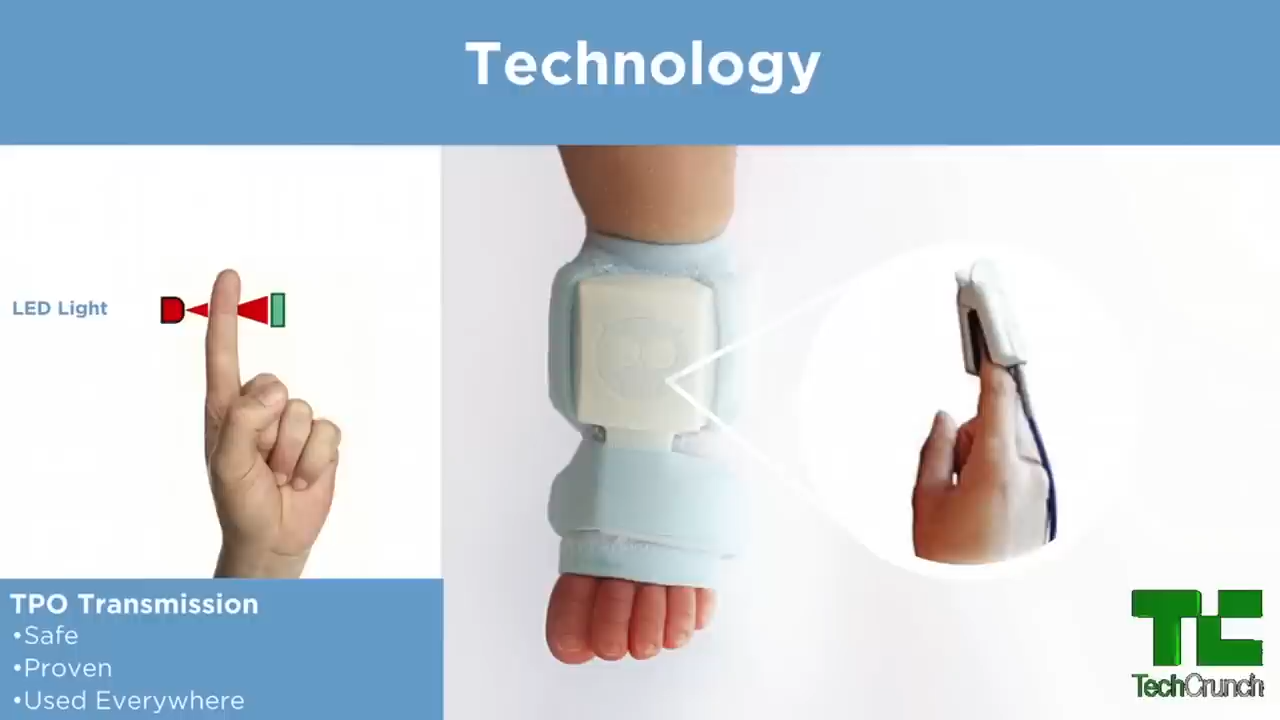 Technology
LED Light
TPO Transmission
•Safe
•Proven
•Used Everywhere
TC
TechCrunch